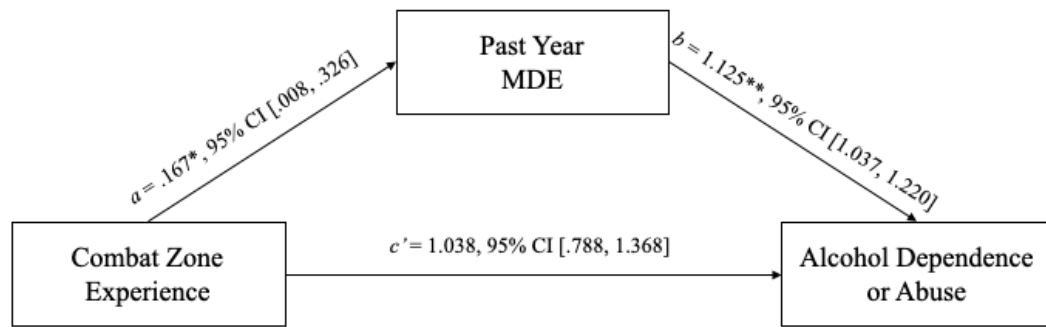 Past Year
MDE
a = .167*, 95% CI [.008, .326]
b = 1.125**, 95% CI [1.037, 1.220]
Combat Zone
Experience
c’= 1.038, 95% CI [.788, 1.368]
Alcohol Dependence
or Abuse